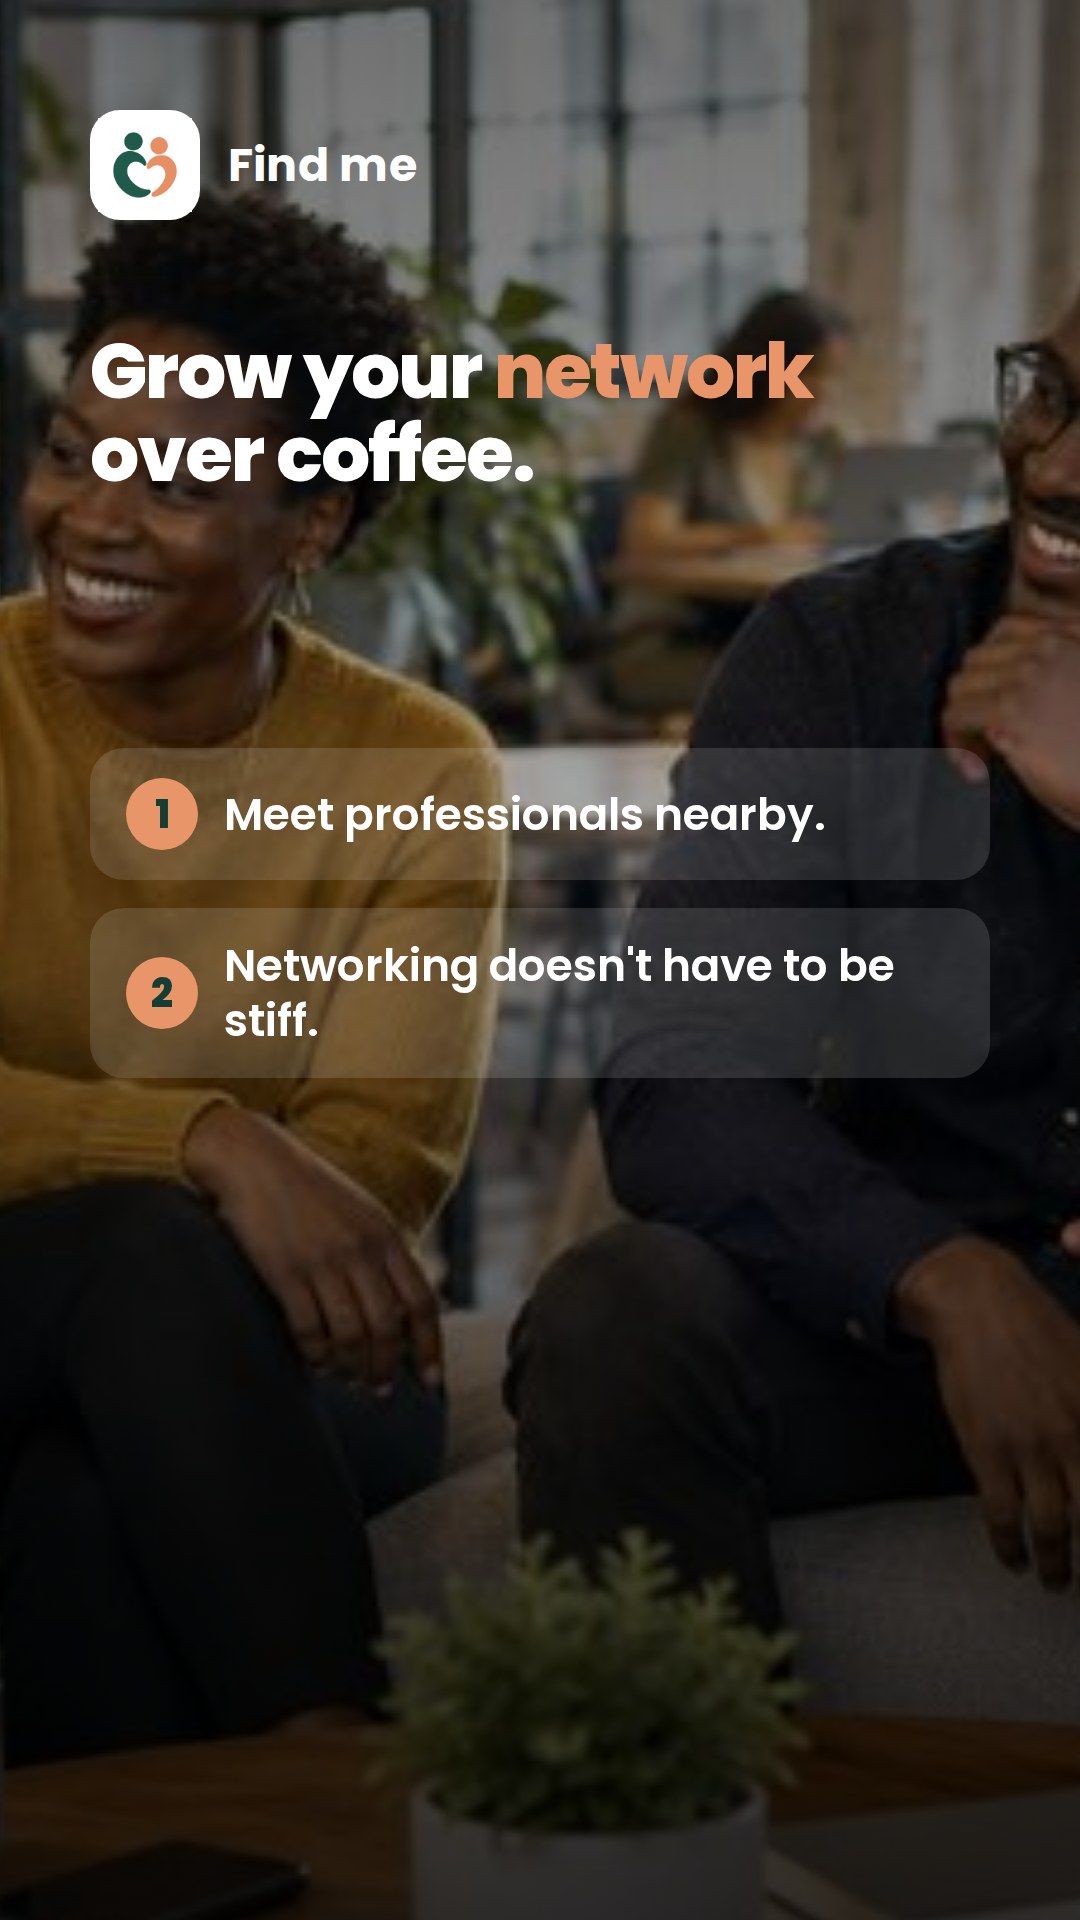 Find me
Grow your network
over coffee.
1 Meet professionals nearby.
2 Networking doesn't have to be
stiff.